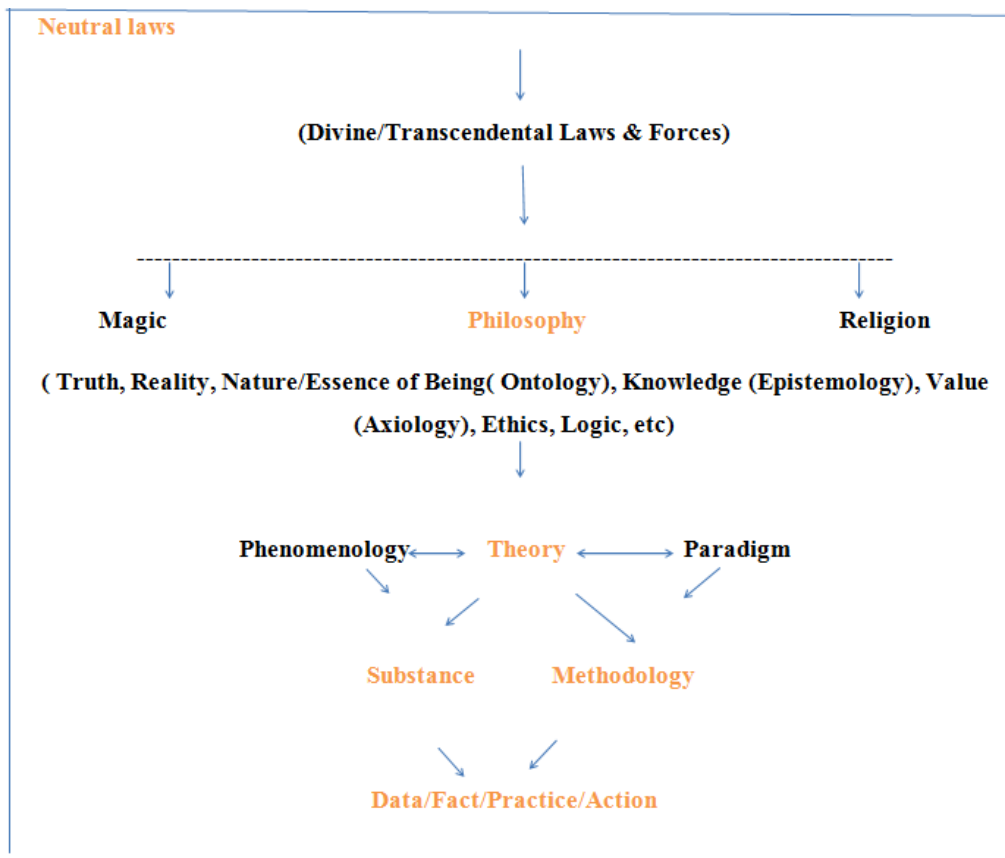 Neutral laws
(Divine/Transcendental Laws & Forces)
Magic Philosophy Religion
( Truth, Reality, Nature/Essence of Being( Ontology), Knowledge (Epistemology), Value
(Axiology), Ethics, Logic, etc)
Phenomenology Theory Paradigm
Substance Methodology
Data/Fact/Practice/Action